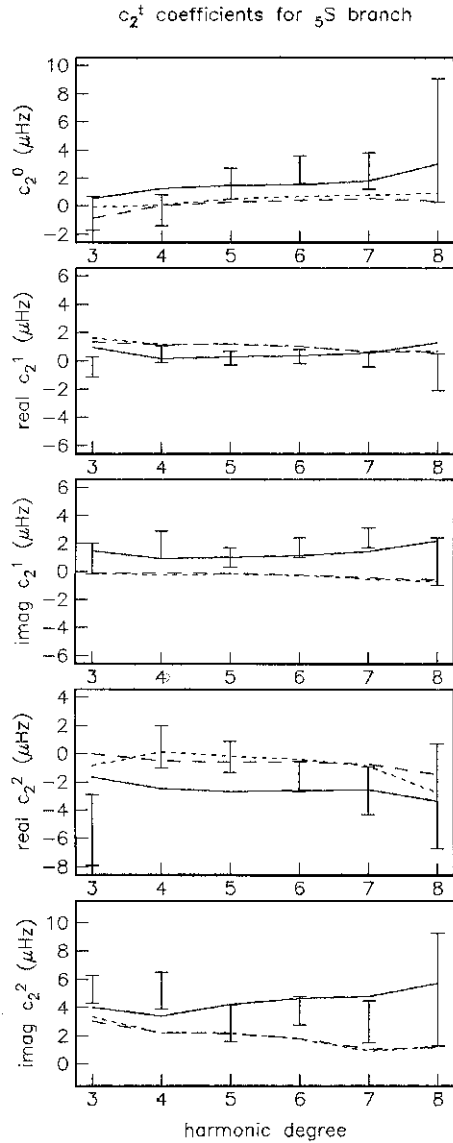 c₂ᵗ coefficients for ₅S branch
10
8
6
4
2
0
−2
c₂⁰ (μHz)
3 4 5 6 7 8
6
4
2
0
−2
−4
−6
real c₂¹ (μHz)
3 4 5 6 7 8
6
4
2
0
−2
−4
−6
imag c₂¹ (μHz)
3 4 5 6 7 8
4
2
0
−2
−4
−6
−8
real c₂² (μHz)
3 4 5 6 7 8
10
8
6
4
2
0
imag c₂² (μHz)
3 4 5 6 7 8
harmonic degree